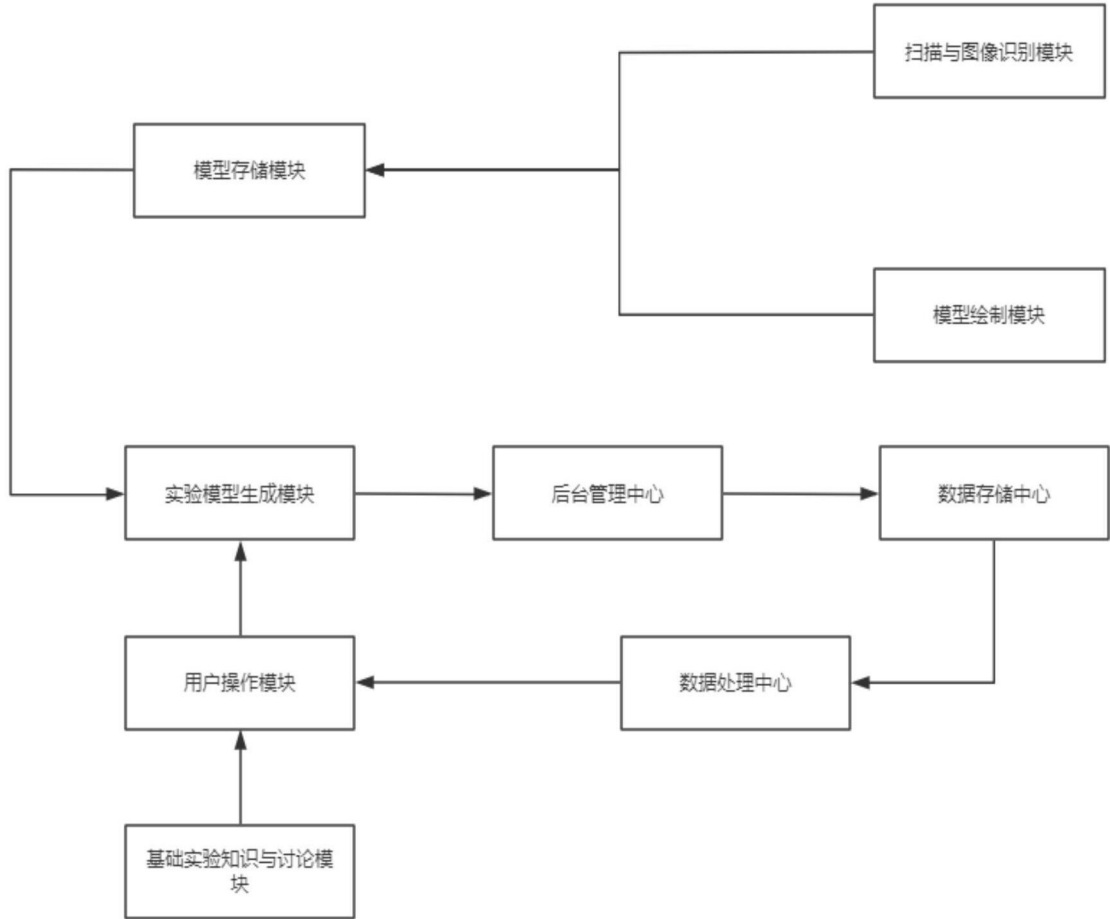 扫描与图像识别模块
模型存储模块
模型绘制模块
实验模型生成模块
后台管理中心
数据存储中心
用户操作模块
数据处理中心
基础实验知识与讨论模
块